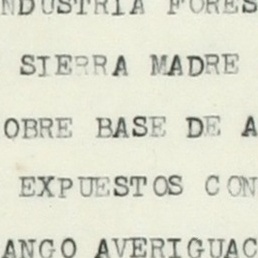 NDUSTRIA FORES
SIERRA MADRE
OBRE BASE DE A
EXPUESTOS CON
ANGO AVERIGUAC